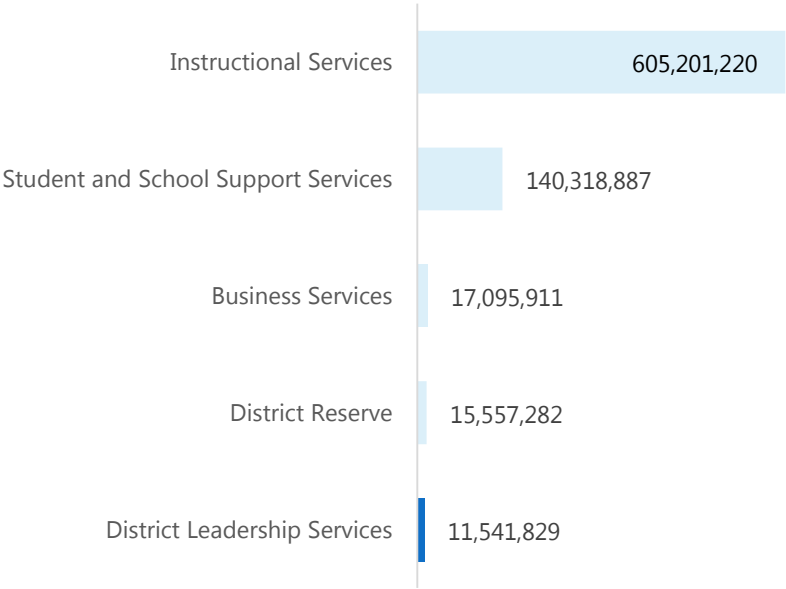 Instructional Services 605,201,220
Student and School Support Services 140,318,887
Business Services 17,095,911
District Reserve 15,557,282
District Leadership Services 11,541,829